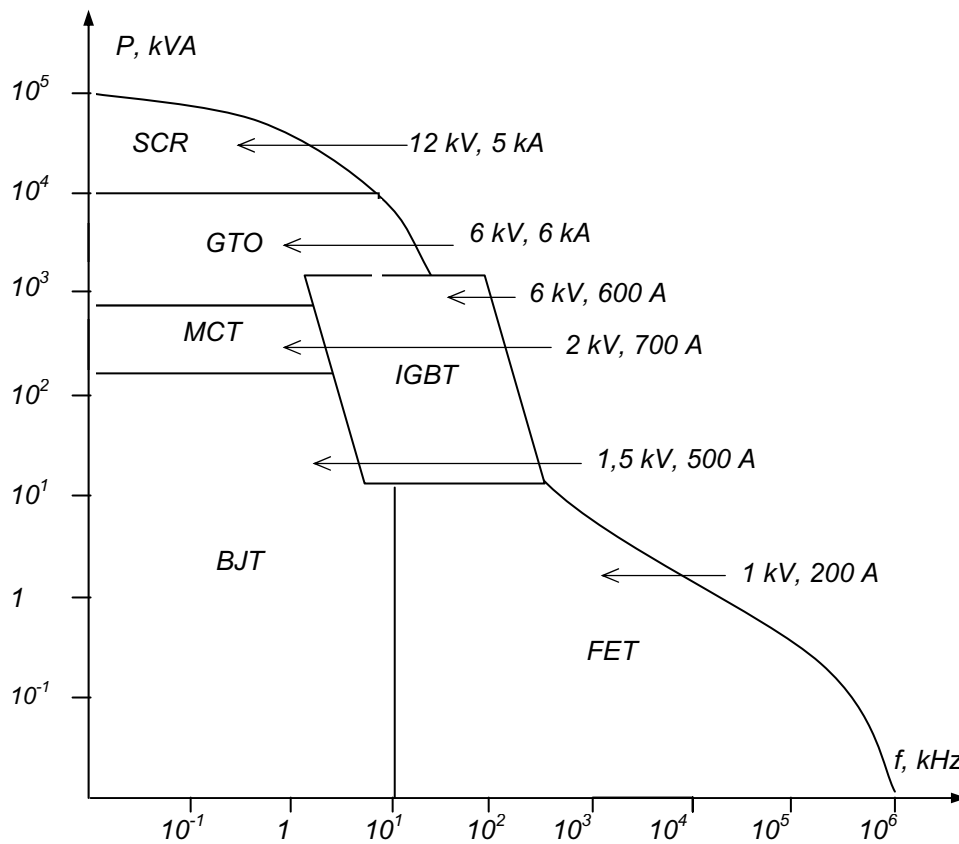 P, kVA
10^5
SCR
12 kV, 5 kA
10^4
GTO
6 kV, 6 kA
10^3
6 kV, 600 A
MCT
2 kV, 700 A
IGBT
10^2
1,5 kV, 500 A
10^1
BJT
1 kV, 200 A
1
FET
10^-1
f, kHz
10^-1 1 10^1 10^2 10^3 10^4 10^5 10^6